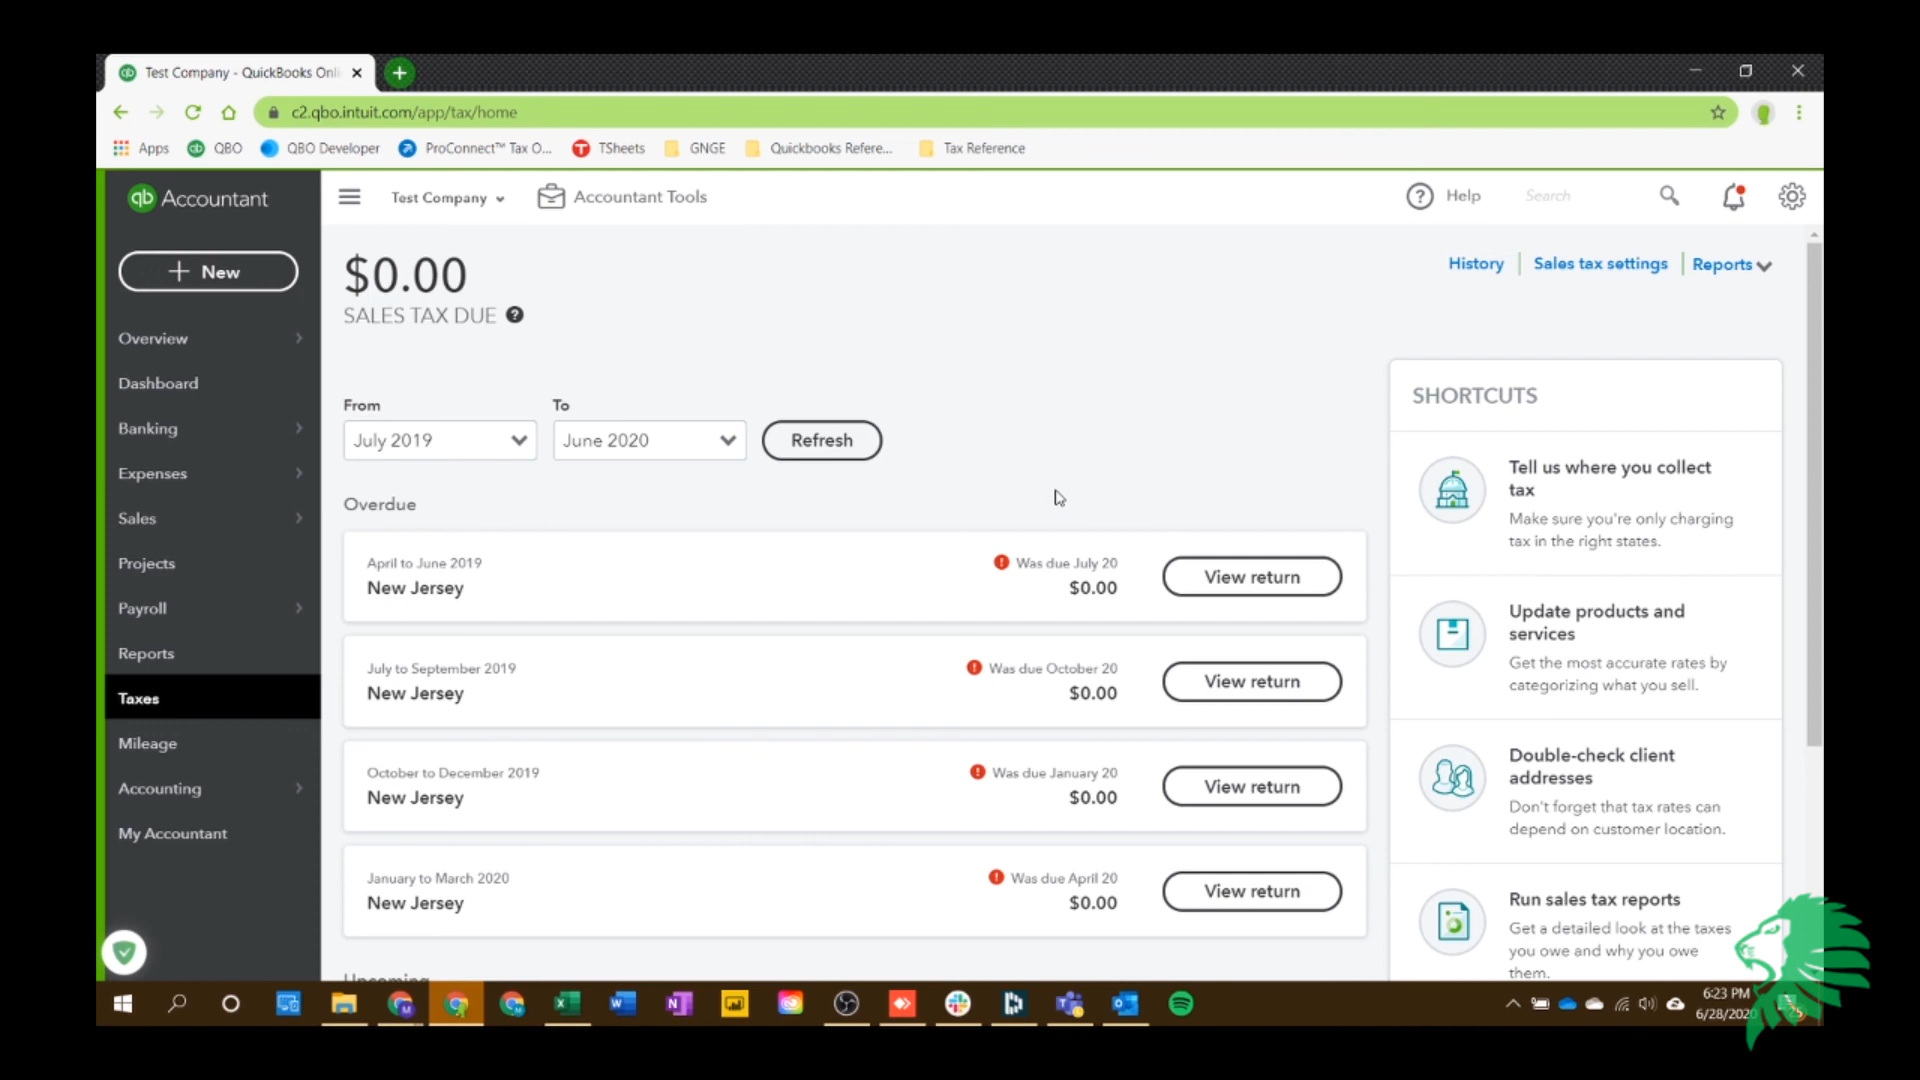 Test Company - QuickBooks Onli
c2.qbo.intuit.com/app/tax/home
Apps QBO QBO Developer ProConnect™ Tax O... TSheets GNGE Quickbooks Refere... Tax Reference
qb Accountant
Test Company Accountant Tools Help Search
+ New
Overview
Dashboard
Banking
Expenses
Sales
Projects
Payroll
Reports
Taxes
Mileage
Accounting
My Accountant
$0.00
SALES TAX DUE
History Sales tax settings Reports
From To
July 2019 June 2020 Refresh
Overdue
April to June 2019 Was due July 20
New Jersey $0.00 View return
July to September 2019 Was due October 20
New Jersey $0.00 View return
October to December 2019 Was due January 20
New Jersey $0.00 View return
January to March 2020 Was due April 20
New Jersey $0.00 View return
SHORTCUTS
Tell us where you collect
tax
Make sure you're only charging
tax in the right states.
Update products and
services
Get the most accurate rates by
categorizing what you sell.
Double-check client
addresses
Don't forget that tax rates can
depend on customer location.
Run sales tax reports
Get a detailed look at the taxes
you owe and why you owe
them.
6:23 PM
6/28/2020